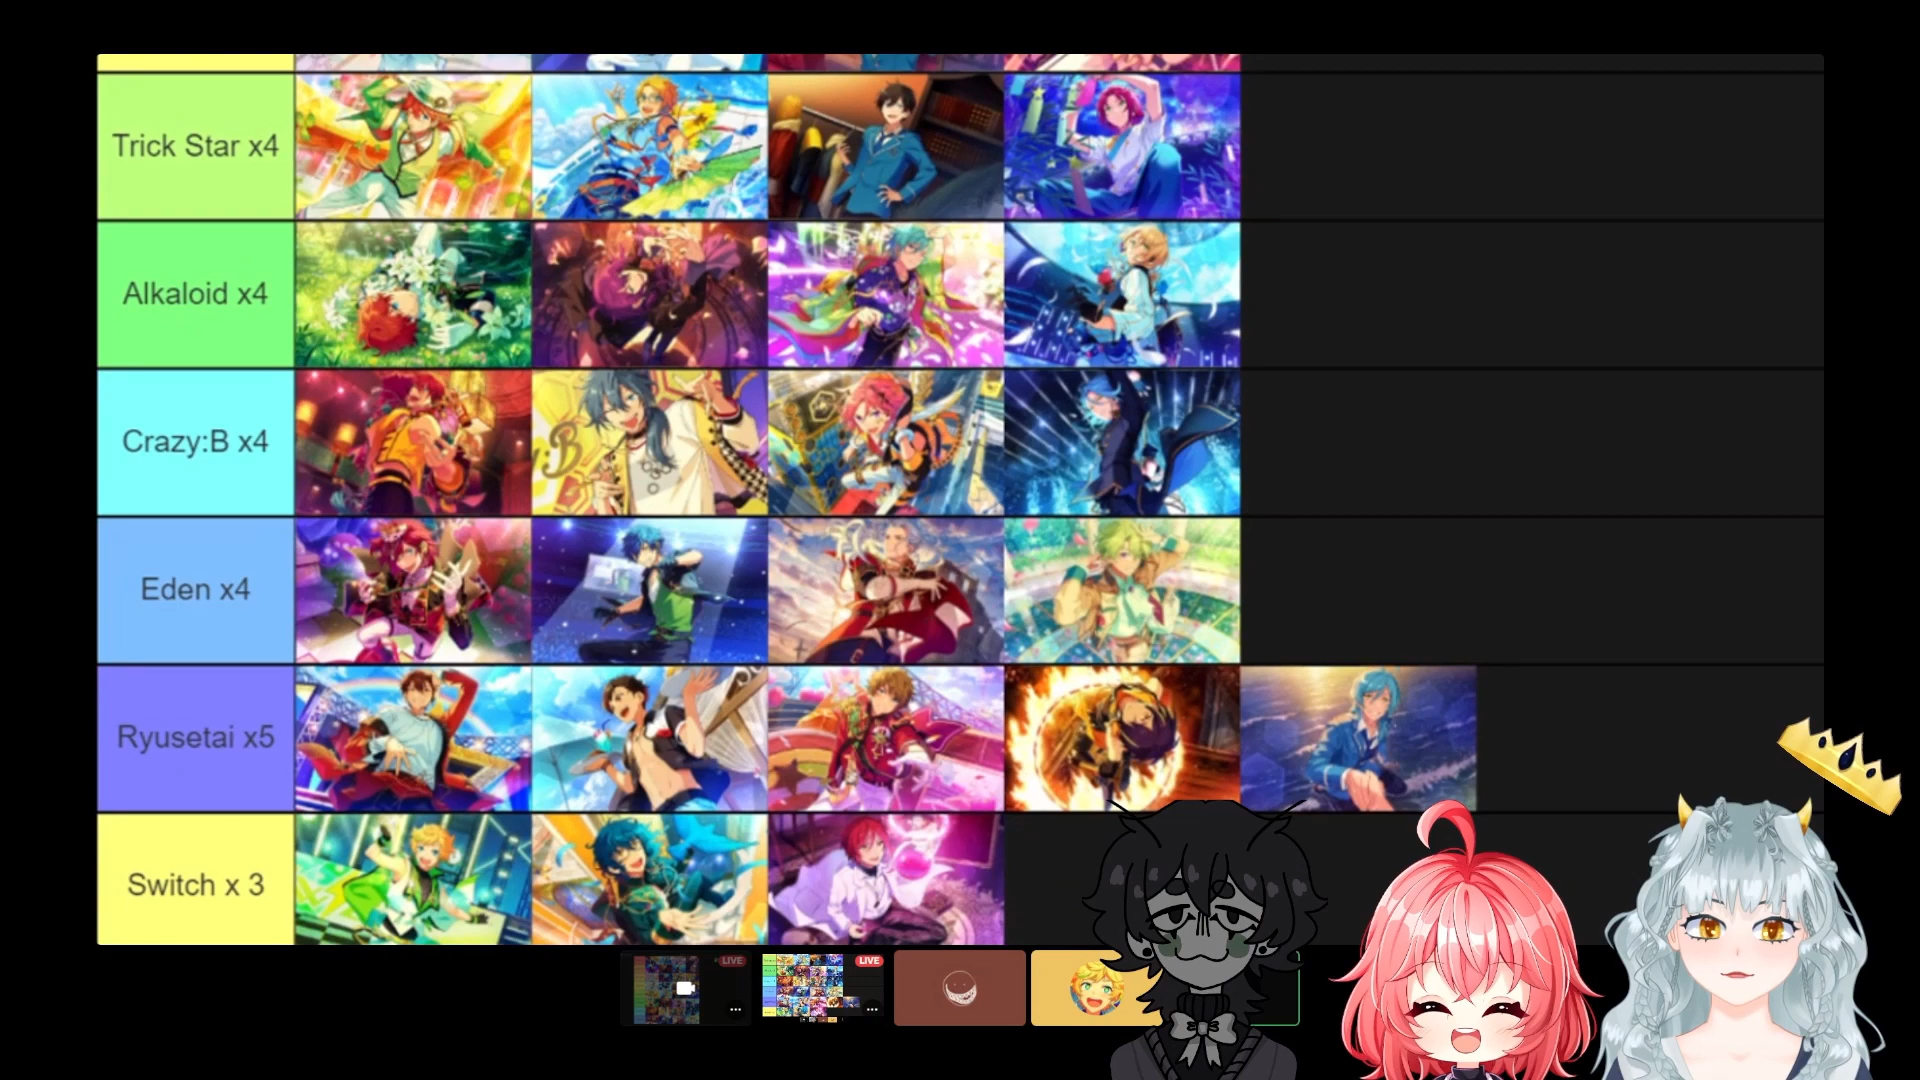 Trick Star x4
Alkaloid x4
Crazy:B x4
:B
Eden x4
Ryusetai x5
Switch x 3
LIVE
LIVE